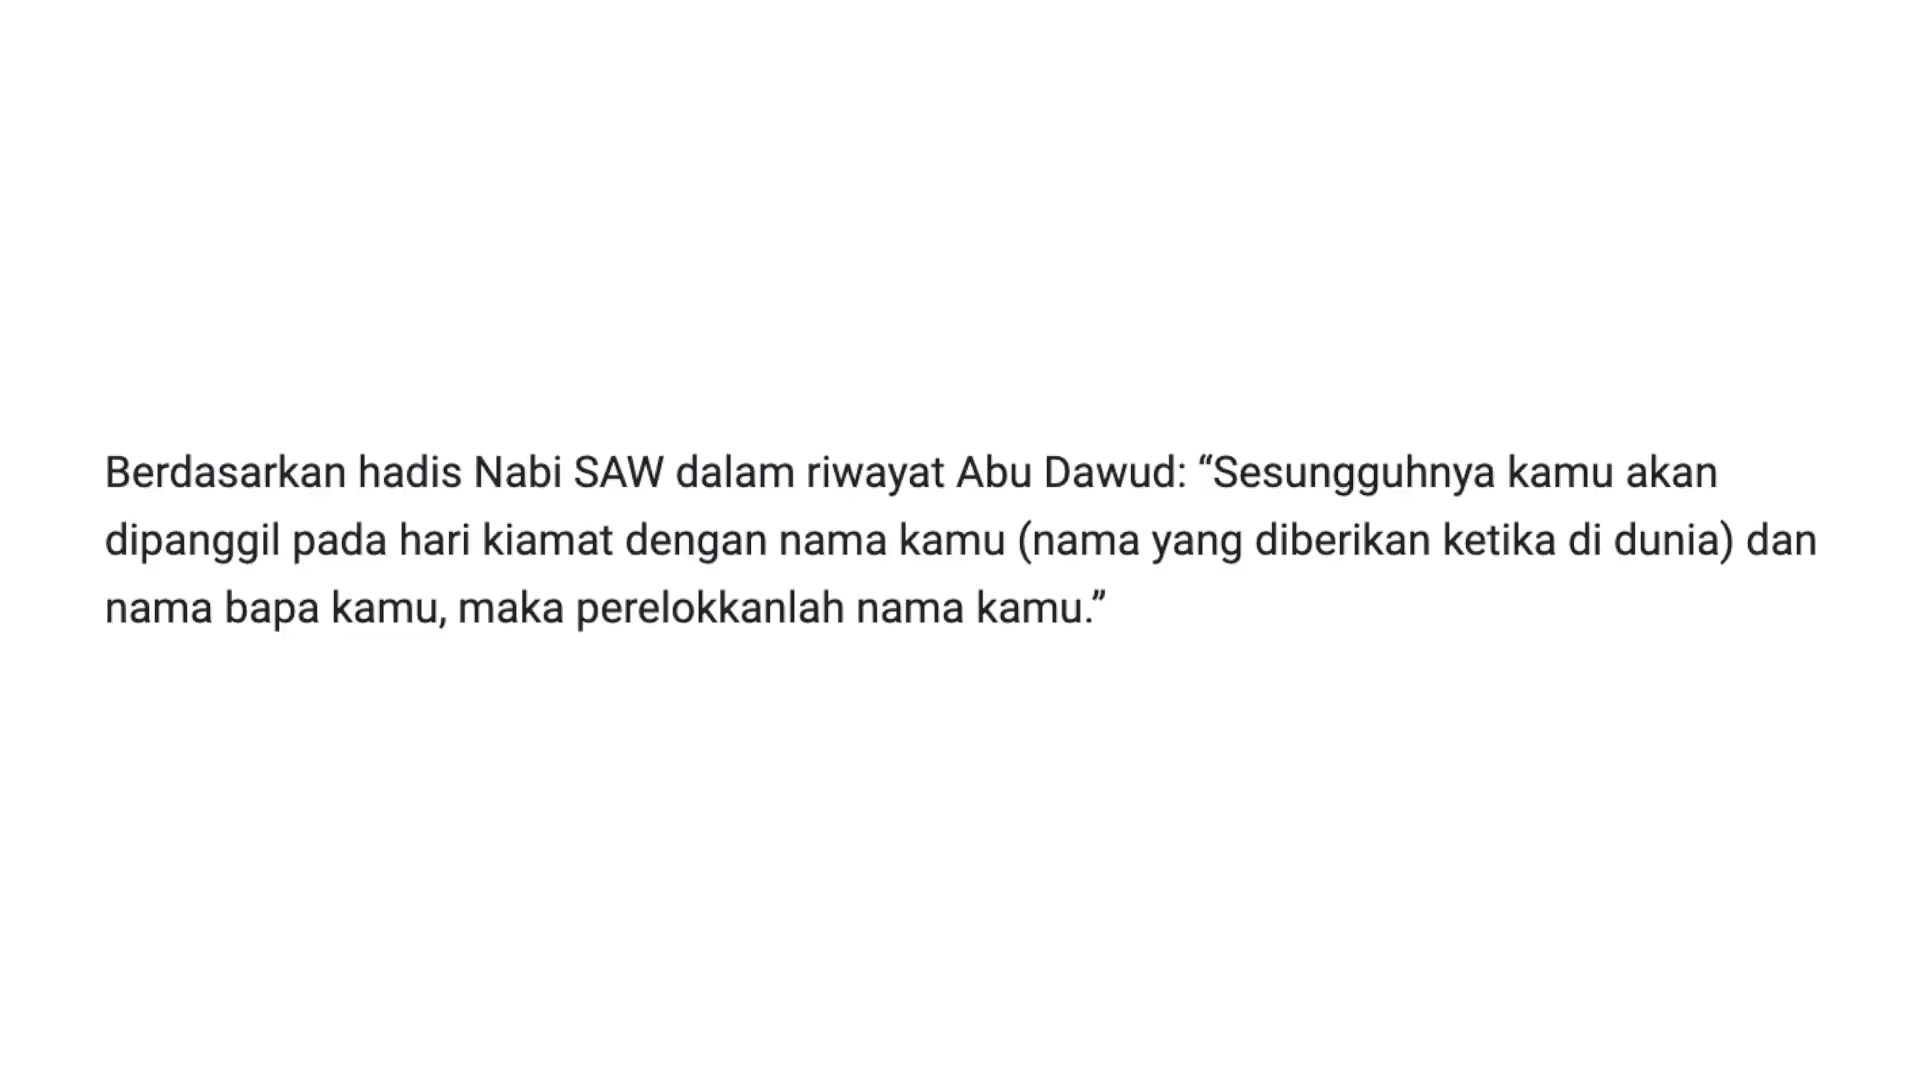 Berdasarkan hadis Nabi SAW dalam riwayat Abu Dawud: “Sesungguhnya kamu akan
dipanggil pada hari kiamat dengan nama kamu (nama yang diberikan ketika di dunia) dan
nama bapa kamu, maka perelokkanlah nama kamu.”